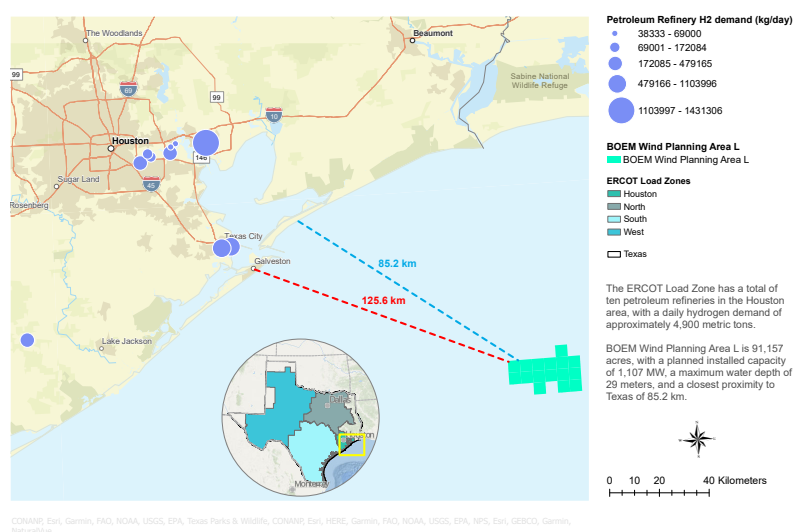 The Woodlands
Beaumont
99
69
99
Sabine National
Wildlife Refuge
10
Houston
146
Sugar Land
45
Rosenberg
Texas City
85.2 km
Galveston
125.6 km
Lake Jackson
Dallas
Houston
Monterrey
Petroleum Refinery H2 demand (kg/day)
38333 - 69000
69001 - 172084
172085 - 479165
479166 - 1103996
1103997 - 1431306
BOEM Wind Planning Area L
BOEM Wind Planning Area L
ERCOT Load Zones
Houston
North
South
West
Texas
The ERCOT Load Zone has a total of
ten petroleum refineries in the Houston
area, with a daily hydrogen demand of
approximately 4,900 metric tons.
BOEM Wind Planning Area L is 91,157
acres, with a planned installed capacity
of 1,107 MW, a maximum water depth of
29 meters, and a closest proximity to
Texas of 85.2 km.
0 10 20 40 Kilometers
CONANP, Esri, Garmin, FAO, NOAA, USGS, EPA, Texas Parks & Wildlife, CONANP, Esri, HERE, Garmin, FAO, NOAA, USGS, EPA, NPS, Esri, GEBCO, Garmin,